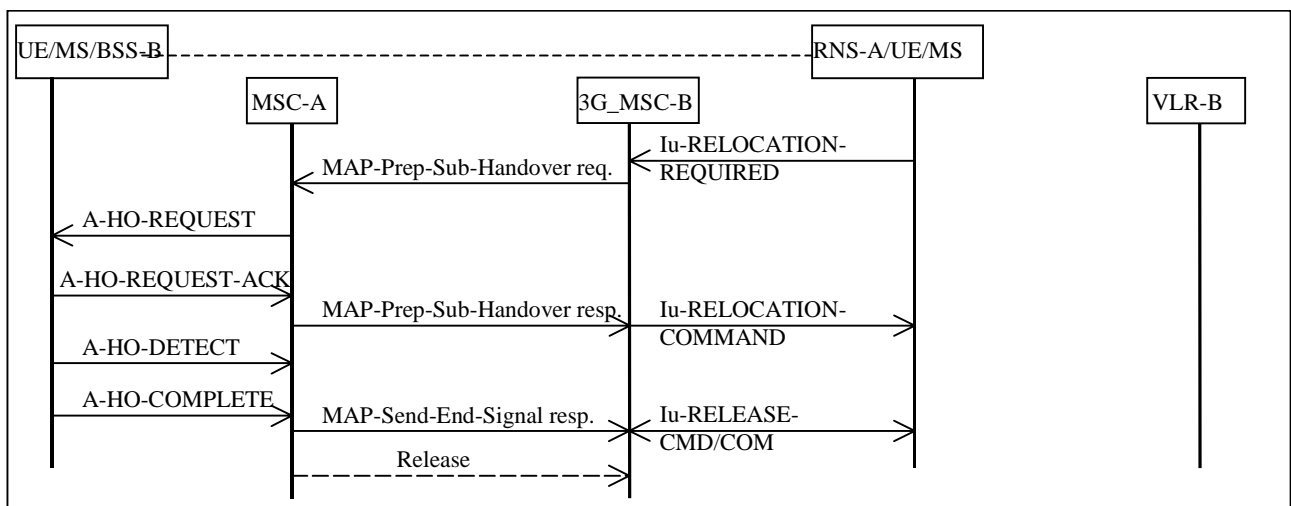 UE/MS/BSS-B
RNS-A/UE/MS
MSC-A
3G_MSC-B
VLR-B
Iu-RELOCATION-
REQUIRED
MAP-Prep-Sub-Handover req.
A-HO-REQUEST
A-HO-REQUEST-ACK
MAP-Prep-Sub-Handover resp.
Iu-RELOCATION-
COMMAND
A-HO-DETECT
A-HO-COMPLETE
MAP-Send-End-Signal resp.
Iu-RELEASE-
CMD/COM
Release